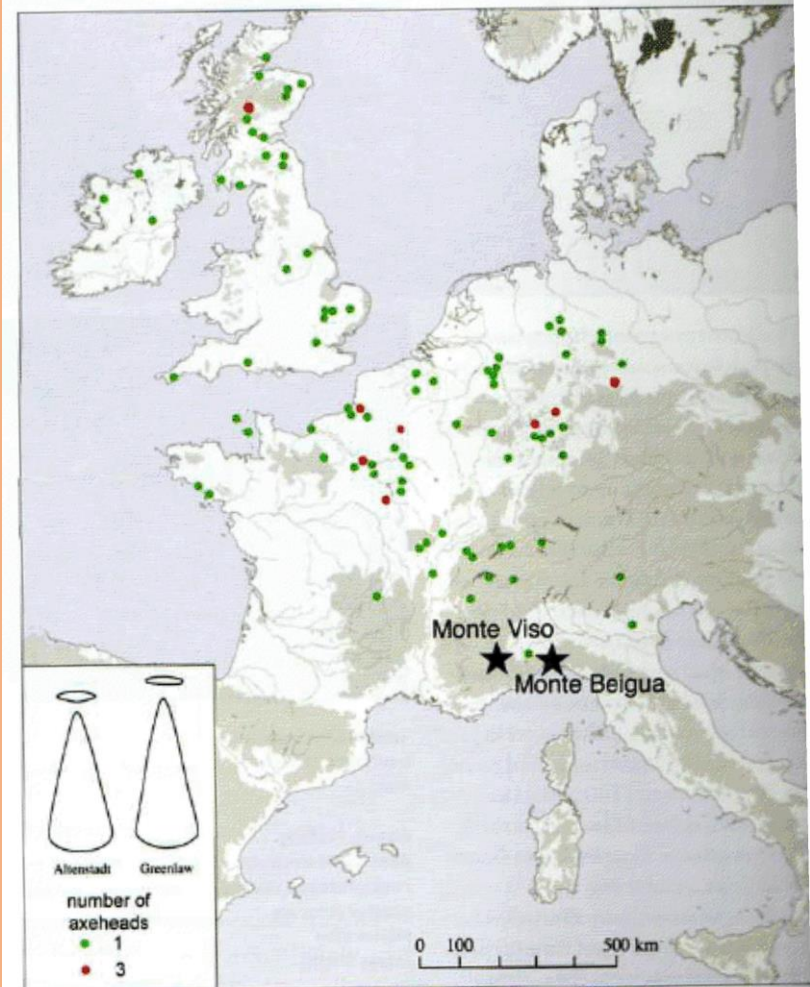 Monte Viso
Monte Beigua
Altenstadt Greenlaw
number of
axeheads
1
3
0 100 500 km